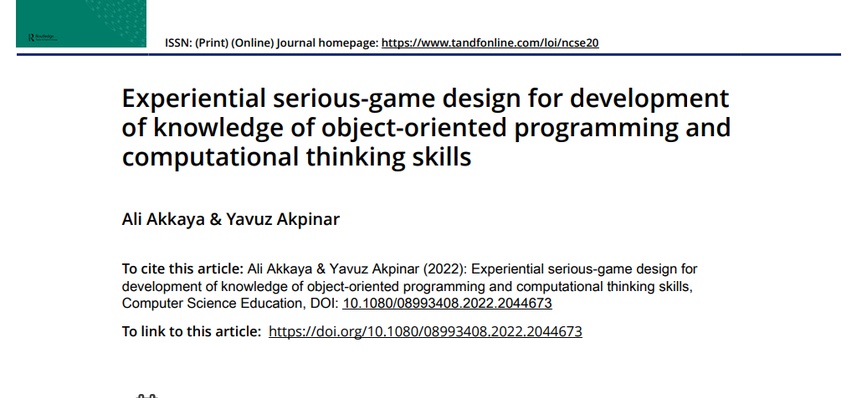 Routledge
ISSN: (Print) (Online) Journal homepage: https://www.tandfonline.com/loi/ncse20
Experiential serious-game design for development
of knowledge of object-oriented programming and
computational thinking skills
Ali Akkaya & Yavuz Akpinar
To cite this article: Ali Akkaya & Yavuz Akpinar (2022): Experiential serious-game design for
development of knowledge of object-oriented programming and computational thinking skills,
Computer Science Education, DOI: 10.1080/08993408.2022.2044673
To link to this article: https://doi.org/10.1080/08993408.2022.2044673